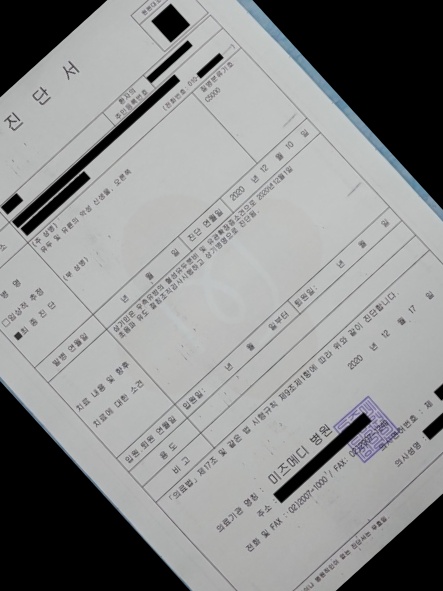 진 단 서
환자의
주민등록번호
(전화번호 : 010
질병분류기호
C5000
(주 상병)
유두 및 유륜의 악성 신생물, 오른쪽
(부 상병)
병 명
□임상적 추정
■최 종 진 단
발병 연월일
년 월 일
진단 연월일
2020 년 12 월 10 일
치료 내용 및 향후
치료에 대한 소견
입원 퇴원 연월일
입원일 :
년 월 일부터
퇴원일:
년 월 일
용 도
비 고
「의료법」 제17조 및 같은 법 시행규칙 제9조제1항에 따라 위와 같이 진단합니다.
2020 년 12 월 17 일
의료기관 명칭 : 미즈메디 병원
주소 :
전화 및 FAX : 02)2007-1000 / FAX:
의사면허번호 : 제
의사성명 :